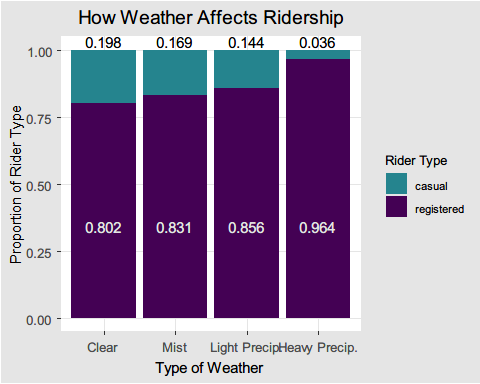 How Weather Affects Ridership
Proportion of Rider Type
1.00
0.75
0.50
0.25
0.00
0.198 0.169 0.144 0.036
0.802 0.831 0.856 0.964
Clear Mist Light Precip. Heavy Precip.
Type of Weather
Rider Type
casual
registered